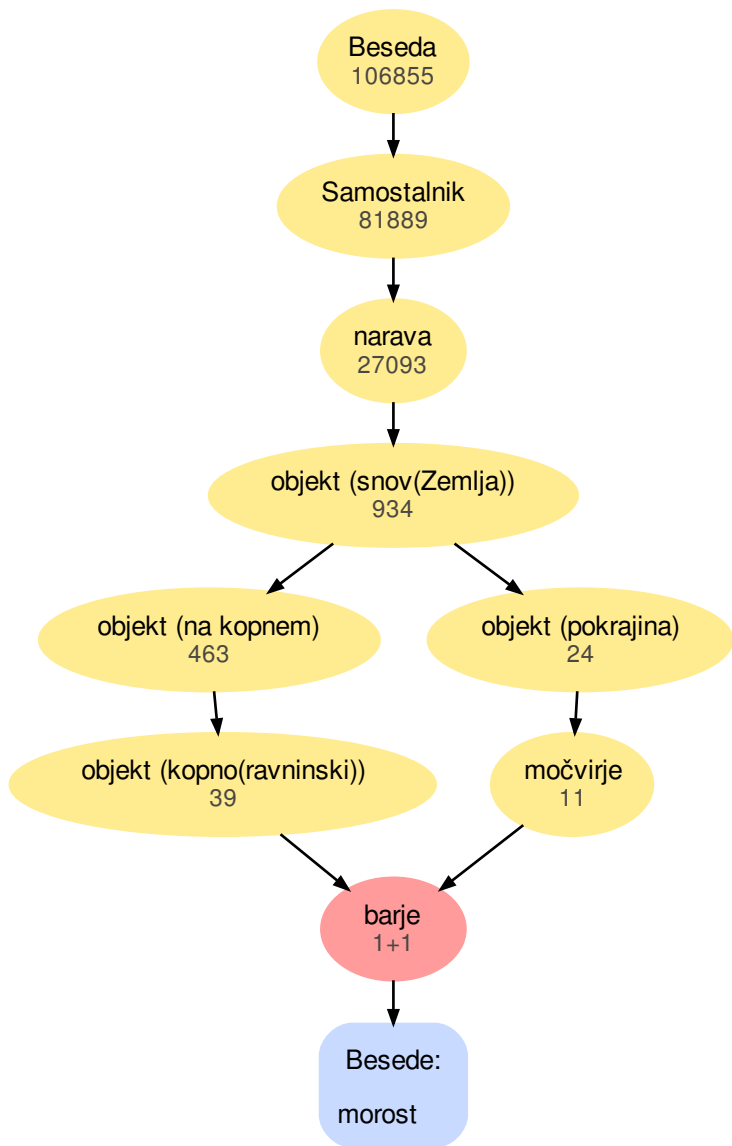 Beseda
106855
Samostalnik
81889
narava
27093
objekt (snov(Zemlja))
934
objekt (na kopnem)
463
objekt (pokrajina)
24
objekt (kopno(ravninski))
39
močvirje
11
barje
1+1
Besede:
morost